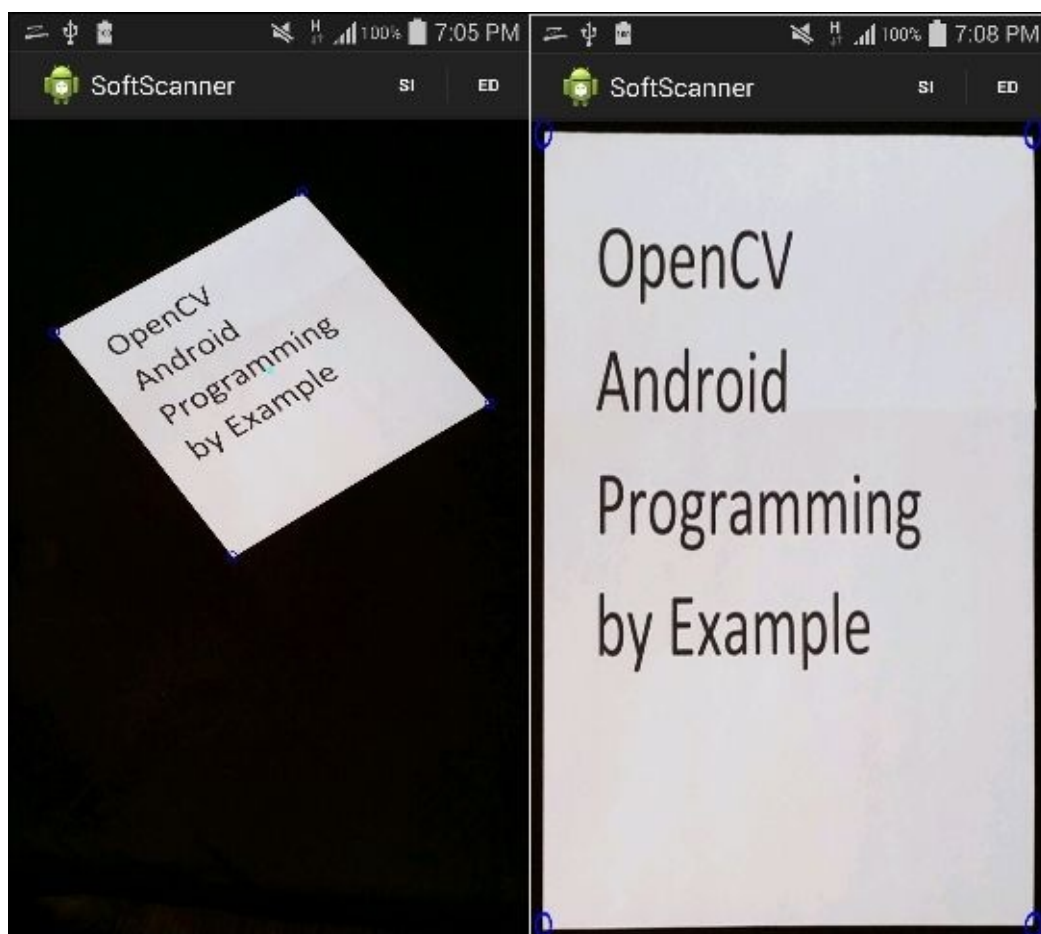 100% 7:05 PM
SoftScanner SI ED
OpenCV
Android
Programming
by Example
H 100% 7:08 PM
SoftScanner SI ED
OpenCV
Android
Programming
by Example